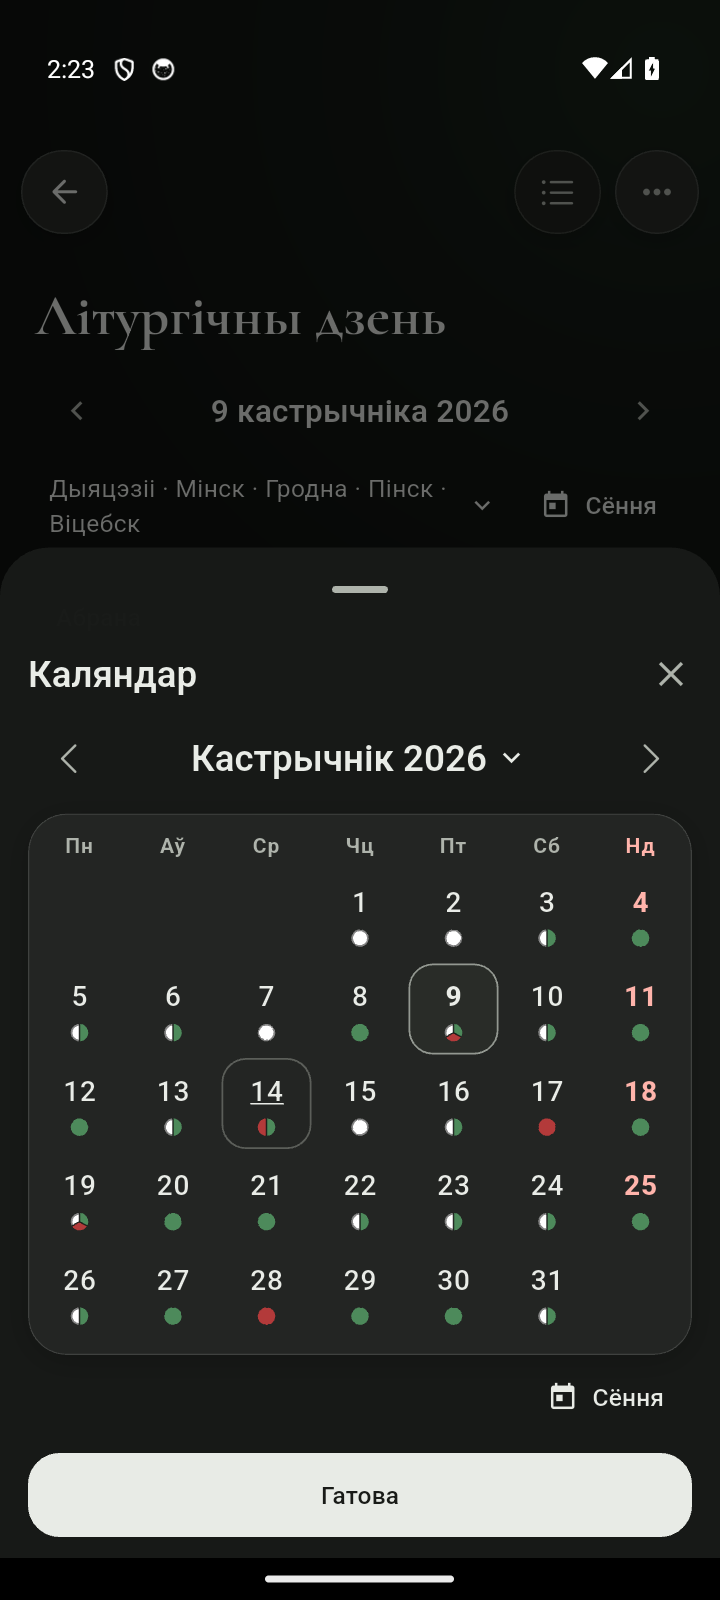 2:23
Літургічны дзень
9 кастрычніка 2026
Дыяцэзіі · Мінск · Гродна · Пінск ·
Віцебск
Сёння
Каляндар
Кастрычнік 2026
Пн Аў Ср Чц Пт Сб Нд
1 2 3 4
5 6 7 8 9 10 11
12 13 14 15 16 17 18
19 20 21 22 23 24 25
26 27 28 29 30 31
Сёння
Гатова